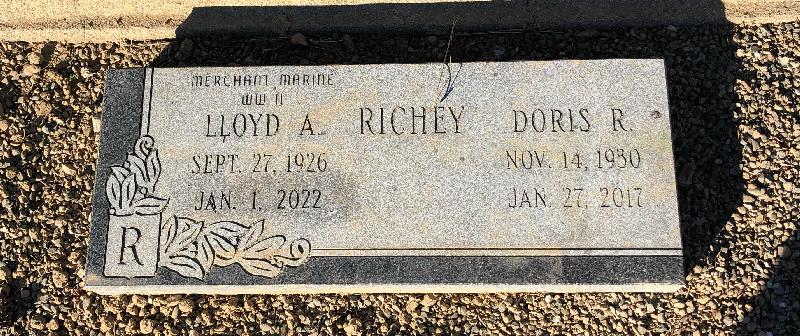 MERCHANT MARINE
WW II
LLOYD A.
SEPT. 27, 1926
JAN. 1, 2022
RICHEY
DORIS R.
NOV. 14, 1930
JAN. 27, 2017
R